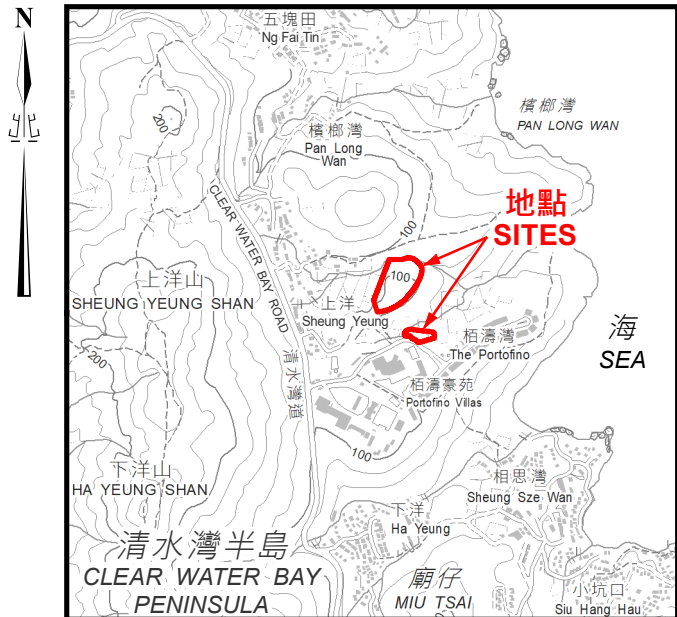 N
五塊田
Ng Fai Tin
200
檳榔灣
PAN LONG WAN
檳榔灣
Pan Long
Wan
CLEAR WATER BAY ROAD
100
地點
SITES
100
上洋山
SHEUNG YEUNG SHAN
上洋
Sheung Yeung
海
SEA
栢濤灣
The Portofino
200
清水灣道
栢濤豪苑
Portofino Villas
100
下洋山
HA YEUNG SHAN
相思灣
Sheung Sze Wan
下洋
Ha Yeung
清水灣半島
CLEAR WATER BAY
PENINSULA
廟仔
MIU TSAI
小坑口
Siu Hang Hau